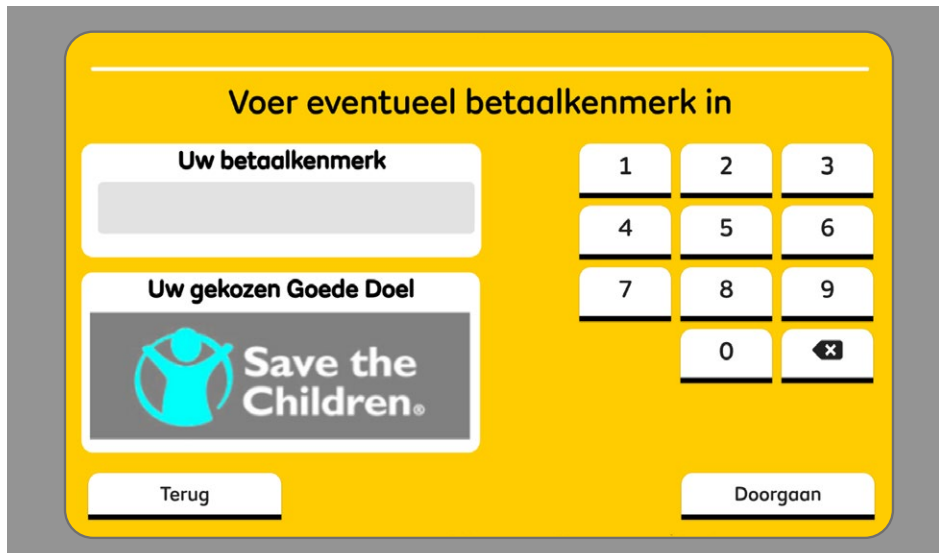 Voer eventueel betaalkenmerk in
Uw betaalkenmerk
Uw gekozen Goede Doel
Save the
Children®
1 2 3
4 5 6
7 8 9
0
Terug
Doorgaan